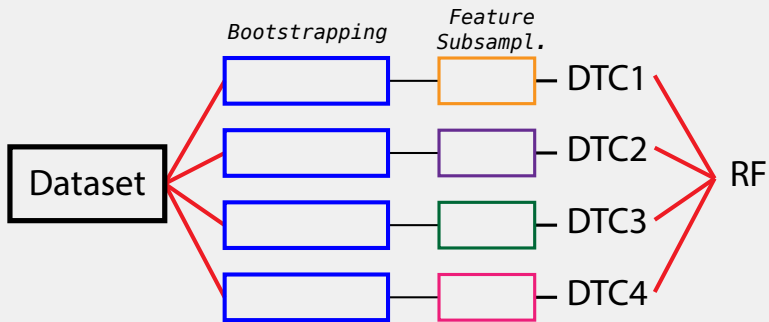 Bootstrapping
Feature
Subsampl.
Dataset
DTC1
DTC2
DTC3
DTC4
RF